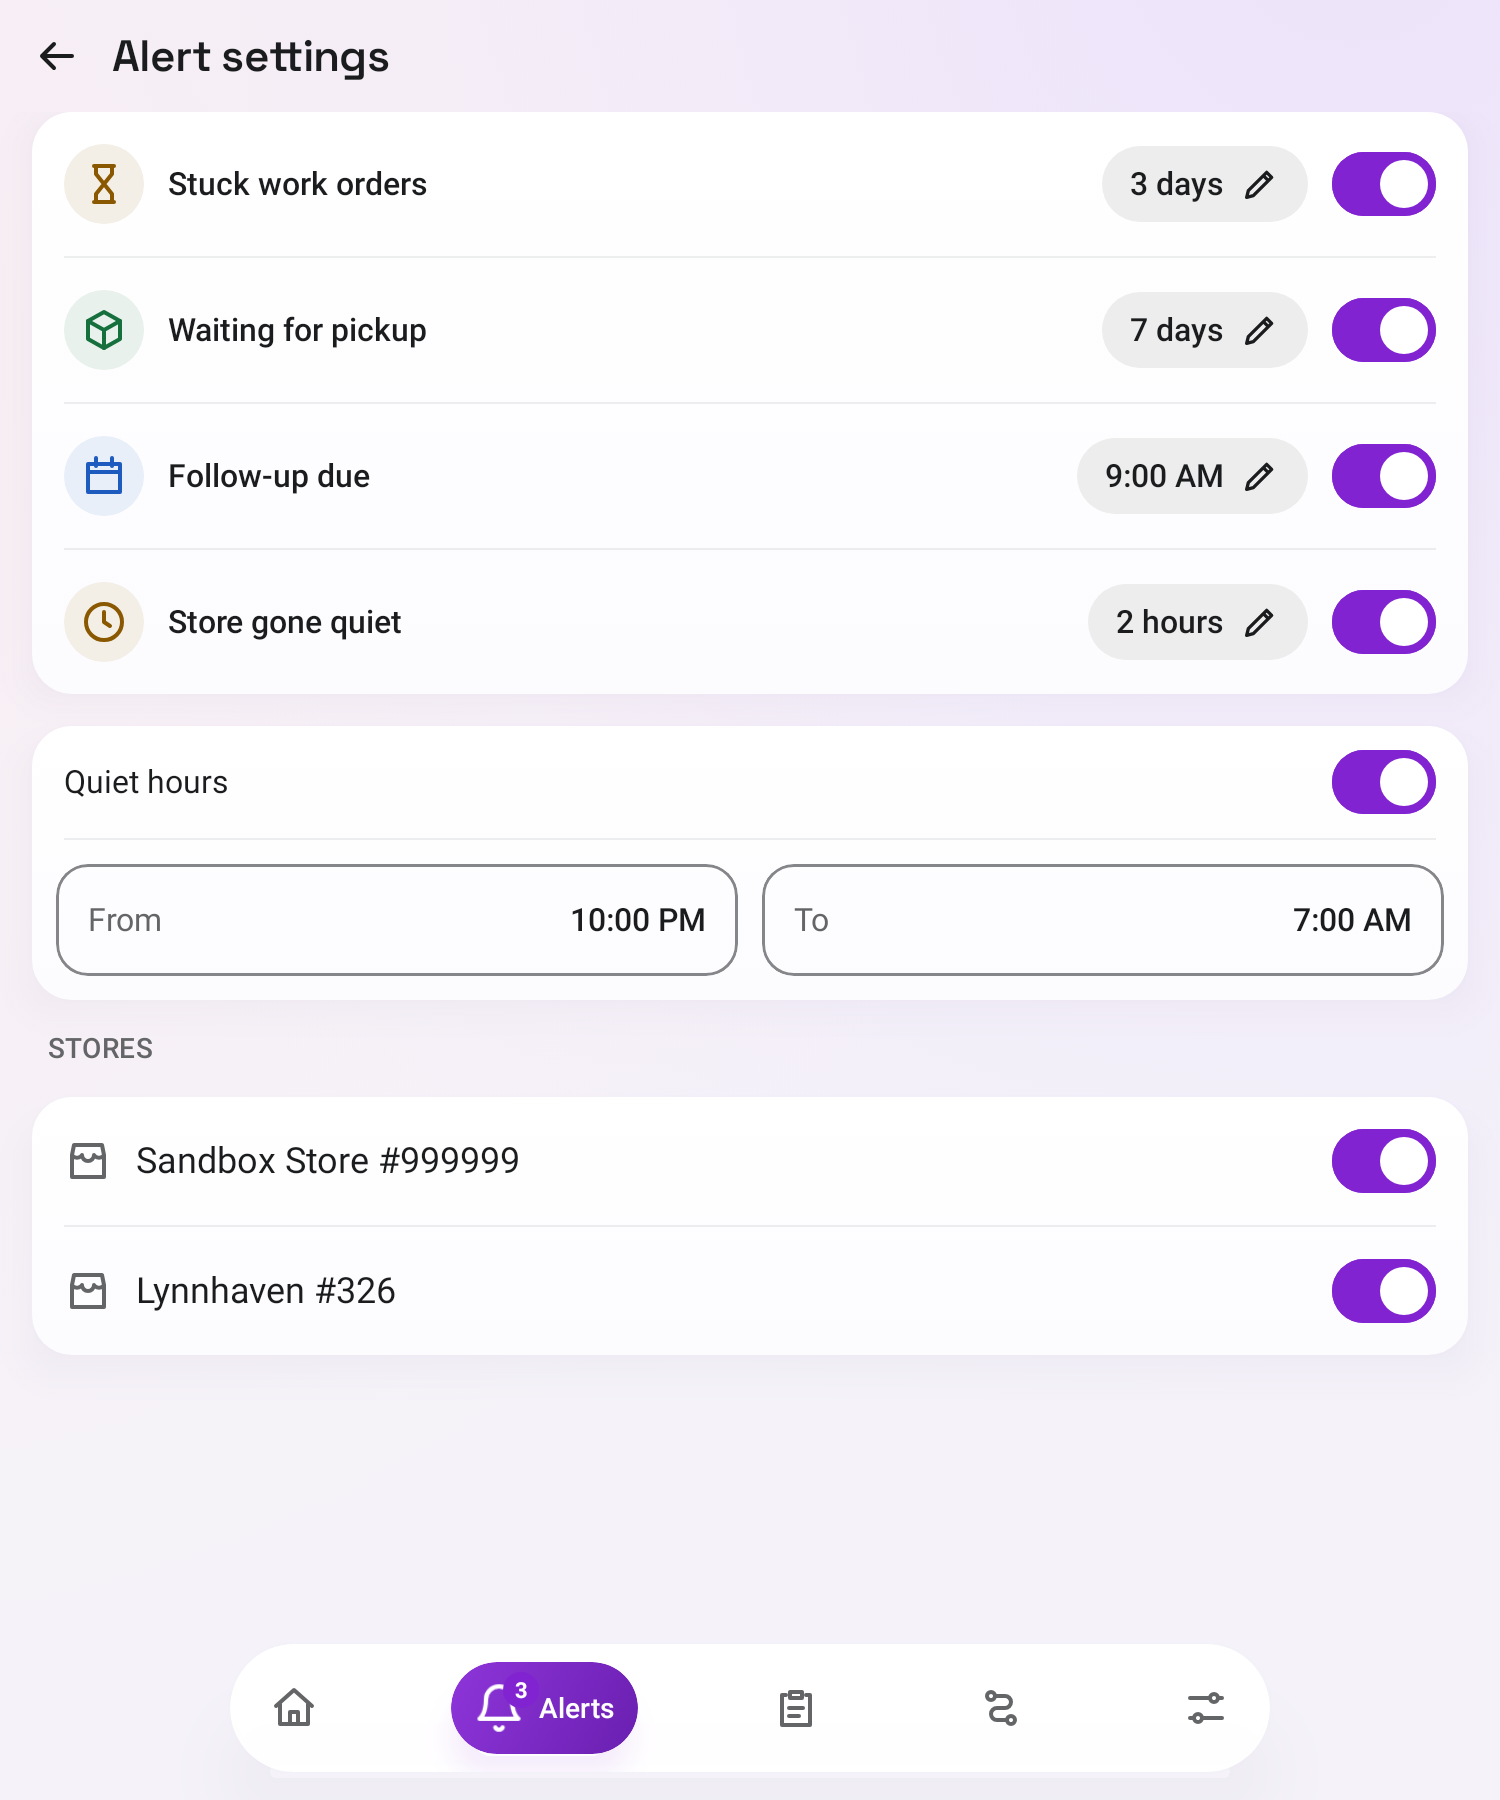 Alert settings
Stuck work orders 3 days
Waiting for pickup 7 days
Follow-up due 9:00 AM
Store gone quiet 2 hours
Quiet hours
From 10:00 PM To 7:00 AM
STORES
Sandbox Store #999999
Lynnhaven #326
3 Alerts